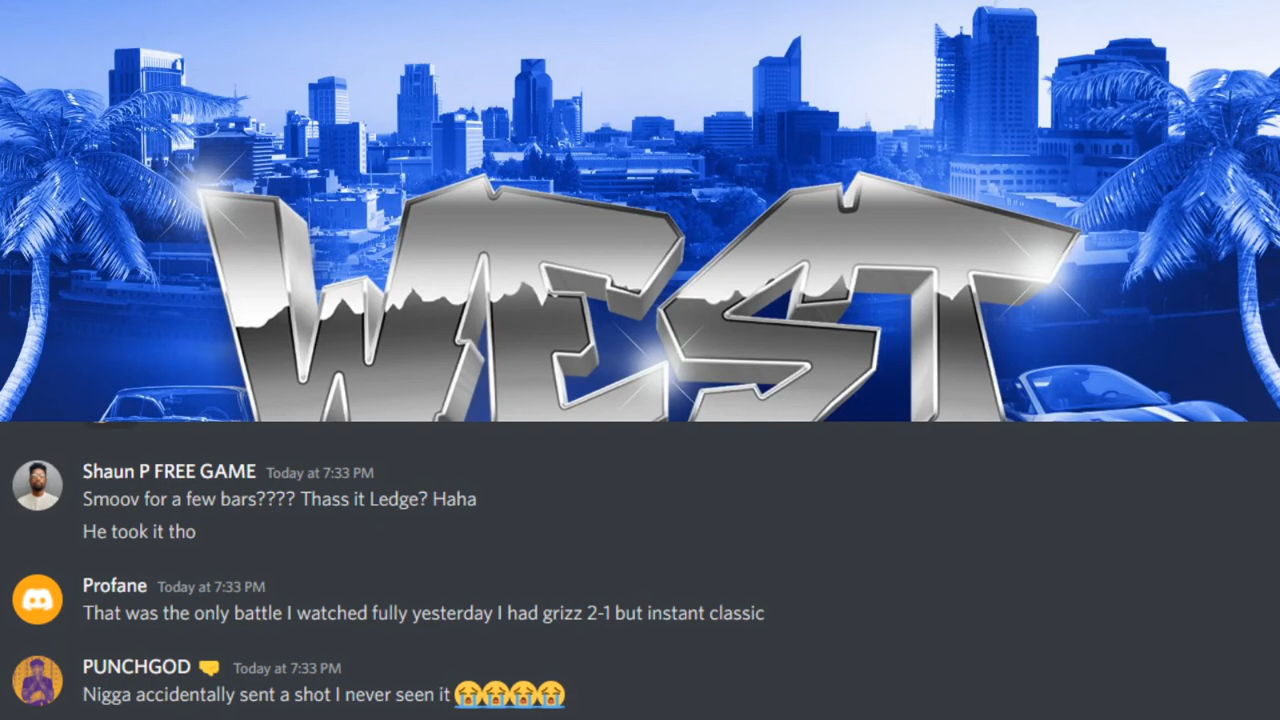 WEST
Shaun P FREE GAME Today at 7:33 PM
Smoov for a few bars???? Thass it Ledge? Haha
He took it tho
Profane Today at 7:33 PM
That was the only battle I watched fully yesterday I had grizz 2-1 but instant classic
PUNCHGOD 🤜 Today at 7:33 PM
Nigga accidentally sent a shot I never seen it 😭😭😭😭